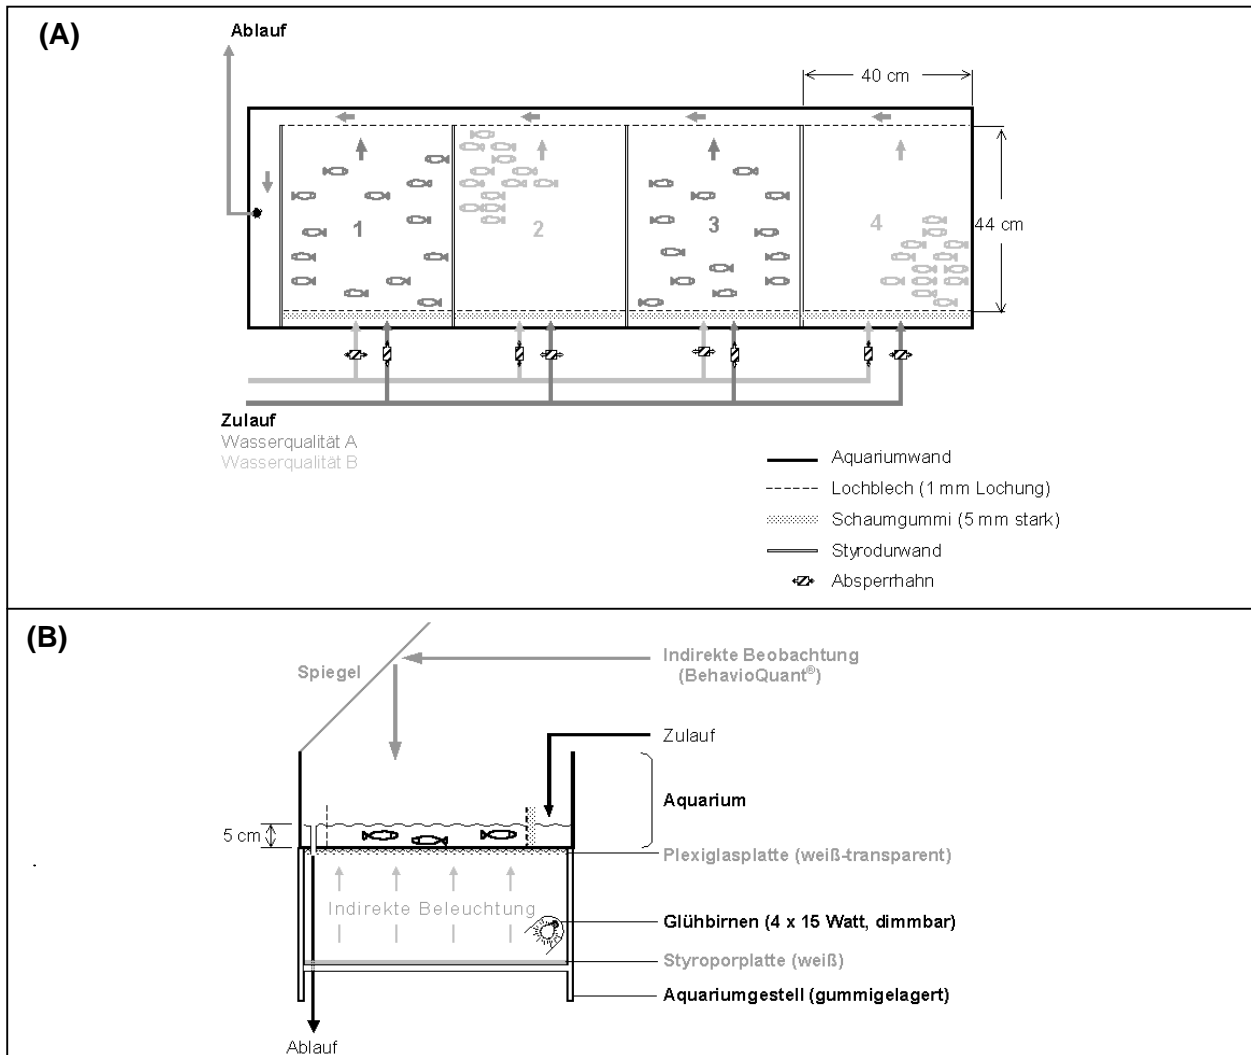 (A)
Ablauf
40 cm
1
2
3
4
44 cm
Zulauf
Wasserqualität A
Wasserqualität B
Aquariumwand
Lochblech (1 mm Lochung)
Schaumgummi (5 mm stark)
Styrodurwand
Absperrhahn
(B)
Spiegel
Indirekte Beobachtung
(BehavioQuant®)
Zulauf
Aquarium
5 cm
Plexiglasplatte (weiß-transparent)
Indirekte Beleuchtung
Glühbirnen (4 x 15 Watt, dimmbar)
Styroporplatte (weiß)
Aquariumgestell (gummigelagert)
Ablauf